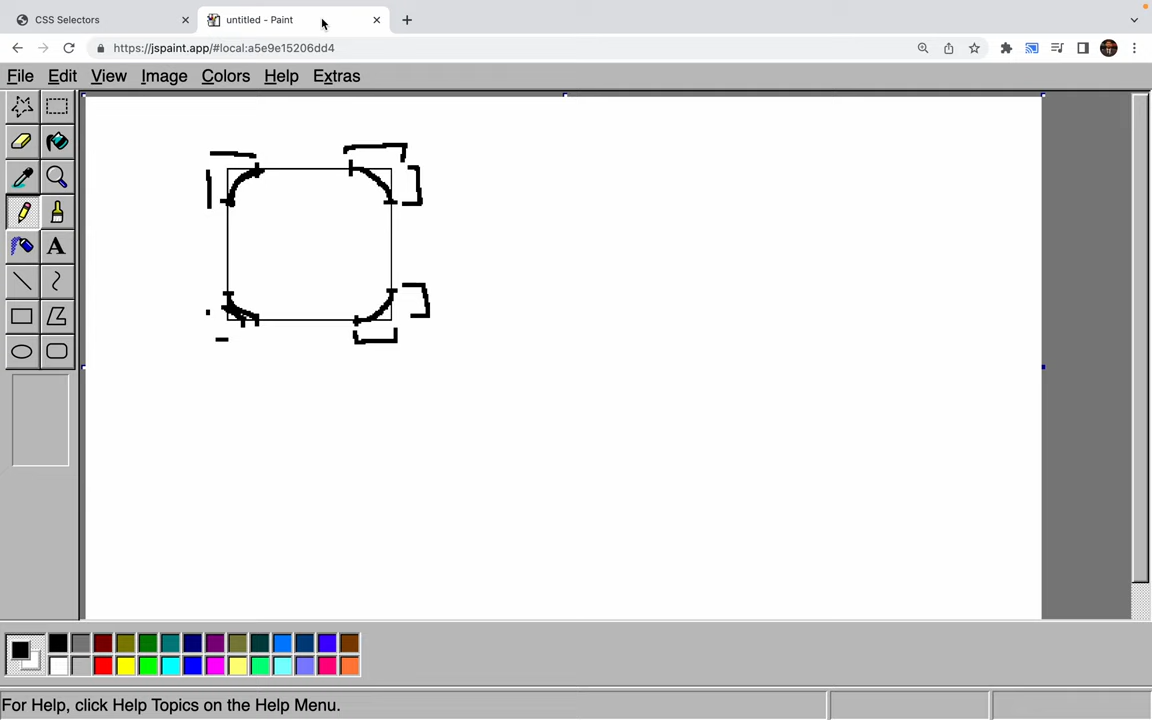 CSS Selectors
untitled - Paint
https://jspaint.app/#local:a5e9e15206dd4
File Edit View Image Colors Help Extras
A
For Help, click Help Topics on the Help Menu.